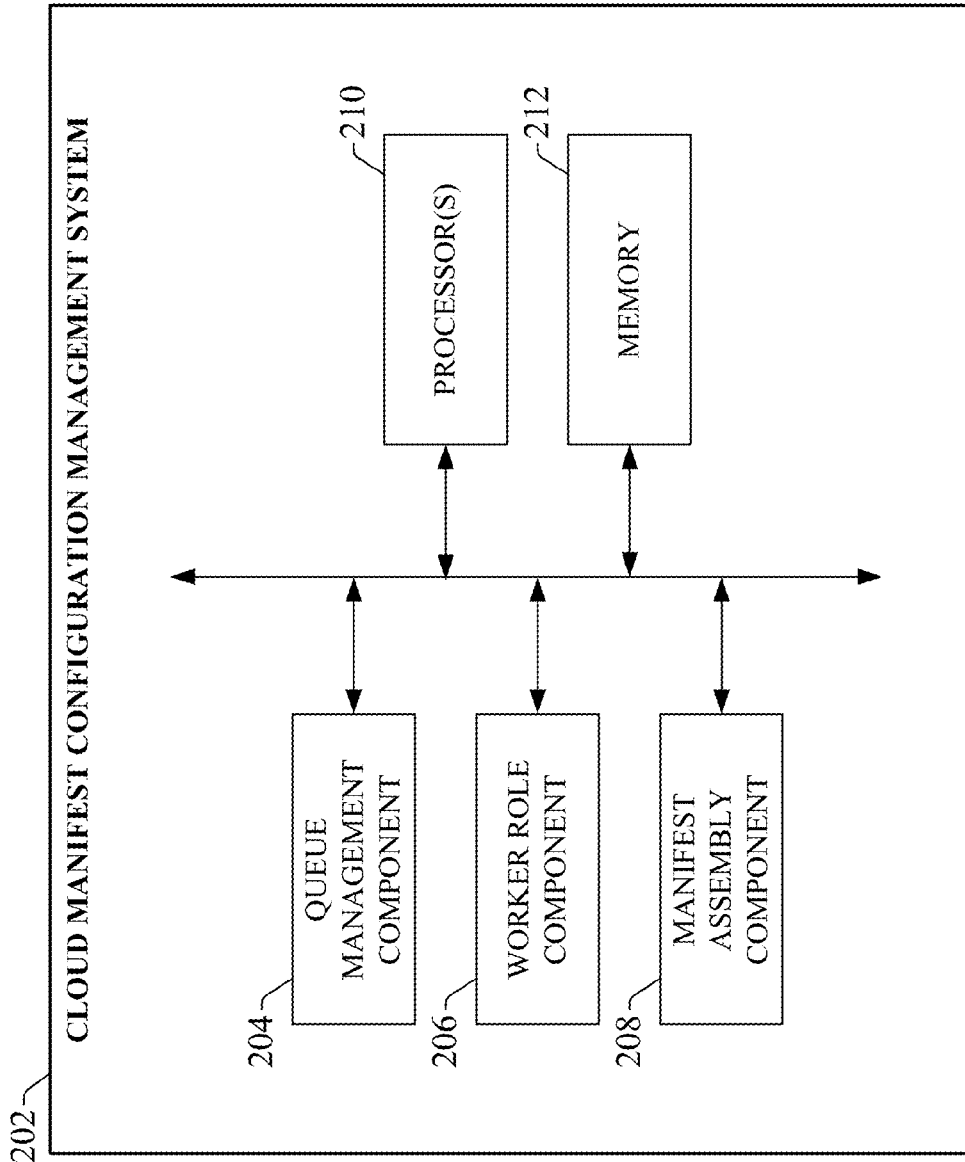 202
CLOUD MANIFEST CONFIGURATION MANAGEMENT SYSTEM
204
QUEUE
MANAGEMENT
COMPONENT
206
WORKER ROLE
COMPONENT
208
MANIFEST
ASSEMBLY
COMPONENT
210
PROCESSOR(S)
212
MEMORY